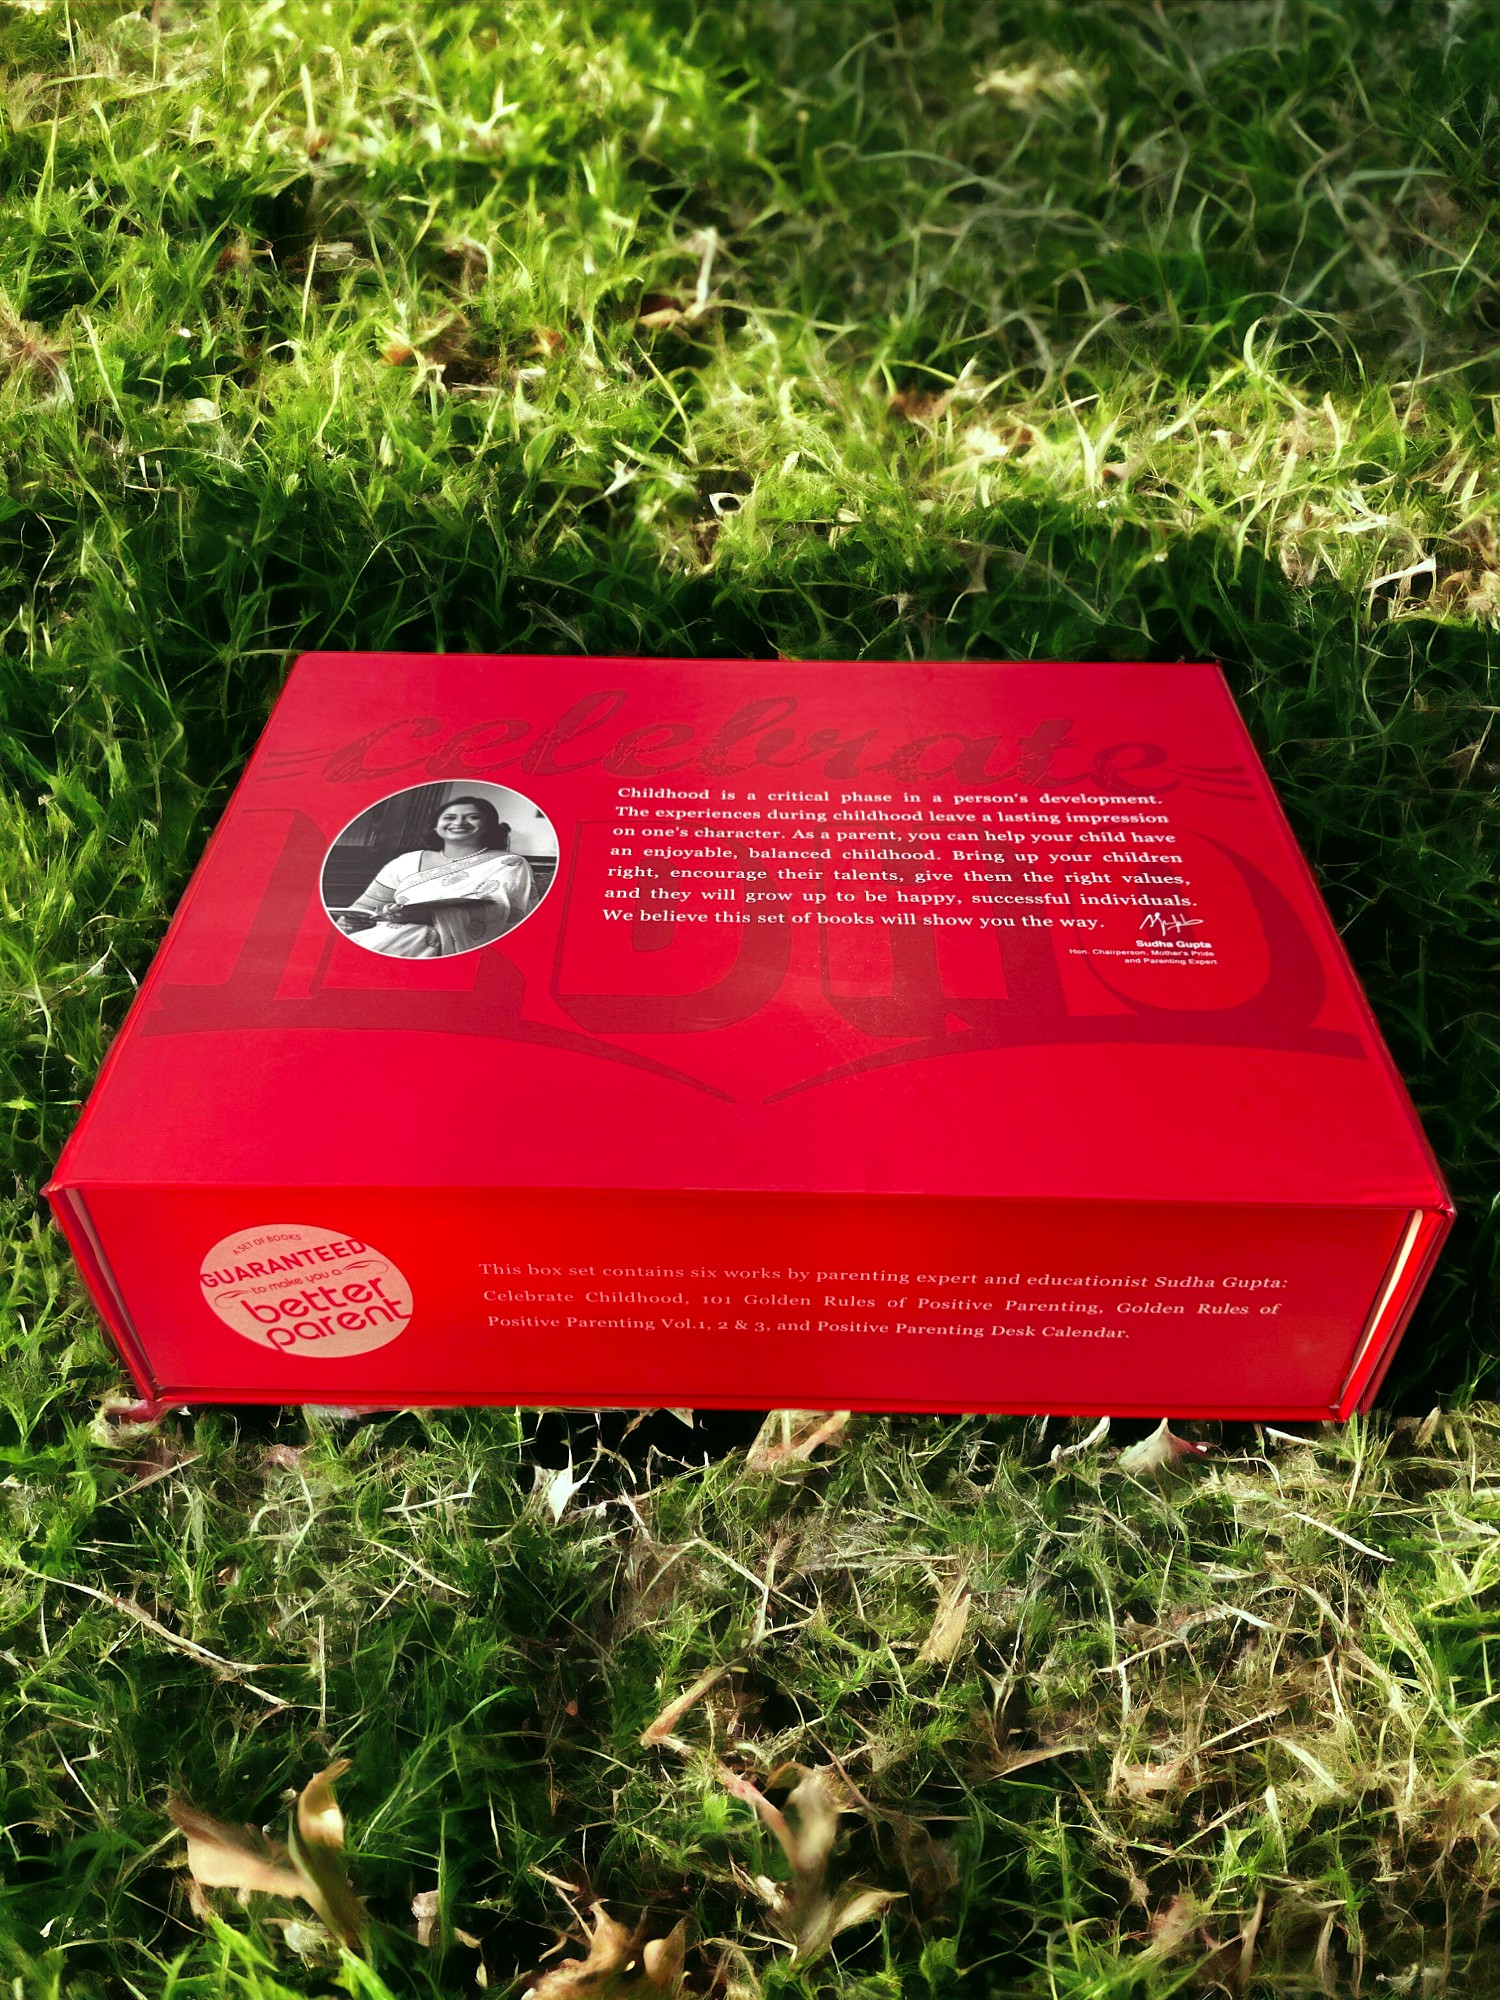 celebrate
Childhood is a critical phase in a person's development.
The experiences during childhood leave a lasting impression
on one's character. As a parent, you can help your child have
an enjoyable, balanced childhood. Bring up your children
right, encourage their talents, give them the right values,
and they will grow up to be happy, successful individuals.
We believe this set of books will show you the way.
Sudha Gupta
Hon. Chairperson, Mother's Pride
and Parenting Expert
A SET OF BOOKS
GUARANTEED
to make you a
better
parent
This box set contains six works by parenting expert and educationist Sudha Gupta:
Celebrate Childhood, 101 Golden Rules of Positive Parenting, Golden Rules of
Positive Parenting Vol.1, 2 & 3, and Positive Parenting Desk Calendar.